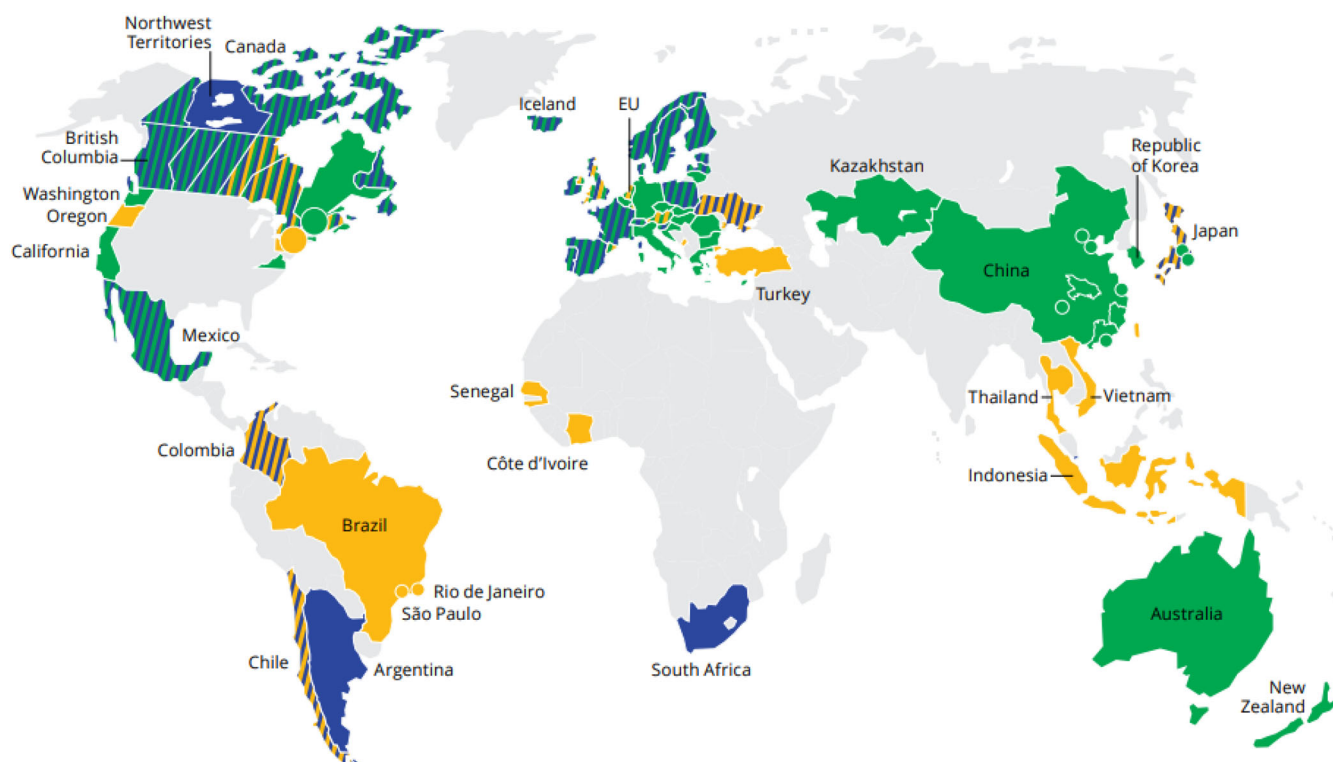 Northwest
Territories
Canada
British
Columbia
Washington
Oregon
California
Mexico
Iceland
EU
Kazakhstan
Republic
of Korea
Japan
China
Turkey
Senegal
Côte d'Ivoire
Thailand
Vietnam
Indonesia
Colombia
Brazil
Rio de Janeiro
São Paulo
Chile
Argentina
South Africa
Australia
New
Zealand